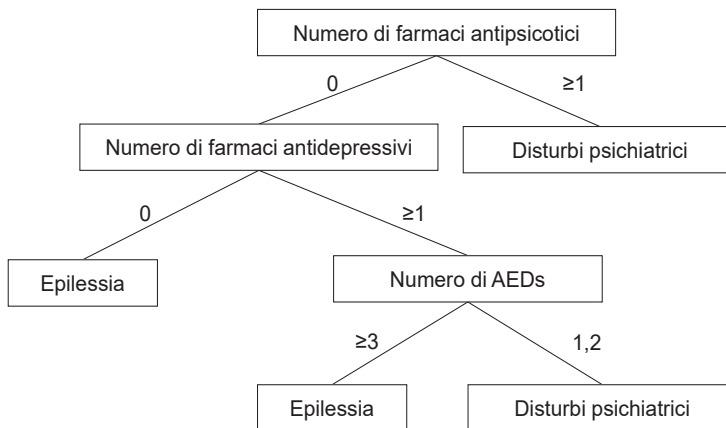 Numero di farmaci antipsicotici
0
≥1
Numero di farmaci antidepressivi
Disturbi psichiatrici
0
≥1
Epilessia
Numero di AEDs
≥3
1,2
Epilessia
Disturbi psichiatrici